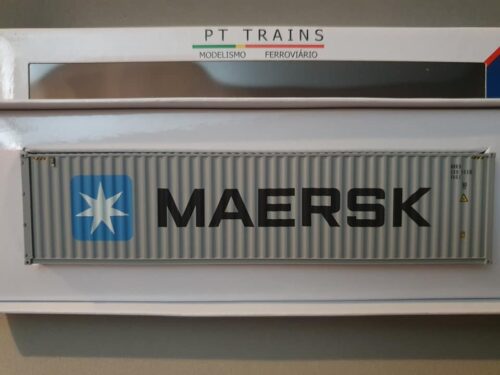 PT TRAINS
MODELISMO FERROVIÁRIO
MAERSK